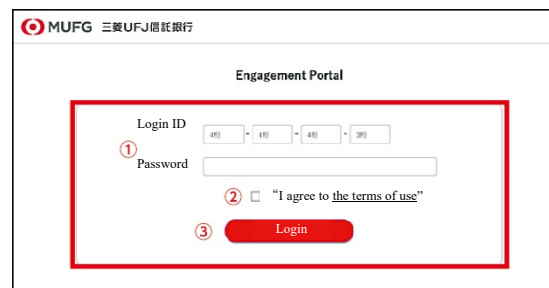 MUFG 三菱UFJ信託銀行
Engagement Portal
Login ID
4桁 - 4桁 - 4桁 - 3桁
①
Password
② “I agree to the terms of use”
③ Login